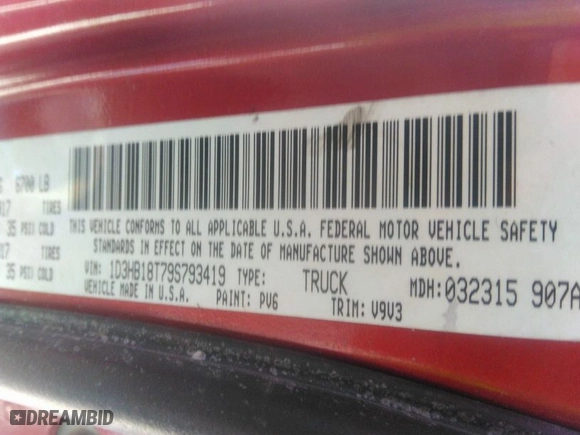 6700 LB
TIRES
35 PSI COLD
TIRES
35 PSI COLD
THIS VEHICLE CONFORMS TO ALL APPLICABLE U.S.A. FEDERAL MOTOR VEHICLE SAFETY
STANDARDS IN EFFECT ON THE DATE OF MANUFACTURE SHOWN ABOVE.
VIN: 1D3HB18T79S793419 TYPE: TRUCK MDH:032315 907A
VEHICLE MADE IN U.S.A. PAINT: PV6 TRIM: V9V3
DREAMBID